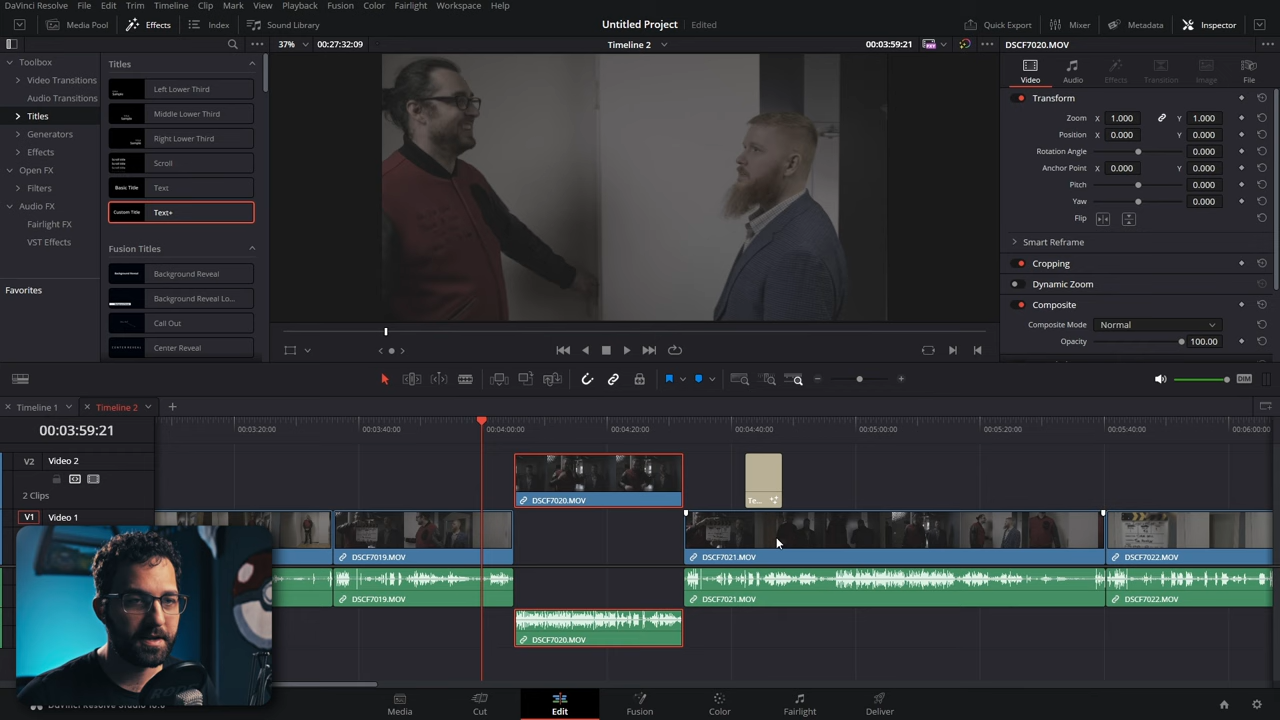 DaVinci Resolve File Edit Trim Timeline Clip Mark View Playback Fusion Color Fairlight Workspace Help
Media Pool Effects Index Sound Library Untitled Project Edited Quick Export Mixer Metadata Inspector
37% 00:27:32:09 Timeline 2 00:03:59:21 DSCF7020.MOV
Toolbox
Video Transitions
Audio Transitions
Titles
Generators
Effects
Open FX
Filters
Audio FX
Fairlight FX
VST Effects
Favorites
Titles
Left Lower Third
Middle Lower Third
Right Lower Third
Scroll
Basic Title Text
Custom Title Text+
Fusion Titles
Background Reveal
Background Reveal Lo...
Call Out
Center Reveal
Video Audio Effects Transition Image File
Transform
Zoom X 1.000 Y 1.000
Position X 0.000 Y 0.000
Rotation Angle 0.000
Anchor Point X 0.000 Y 0.000
Pitch 0.000
Yaw 0.000
Flip
Smart Reframe
Cropping
Dynamic Zoom
Composite
Composite Mode Normal
Opacity 100.00
DIM
Timeline 1 Timeline 2
00:03:59:21 00:03:20:00 00:03:40:00 00:04:00:00 00:04:20:00 00:04:40:00 00:05:00:00 00:05:20:00 00:05:40:00 00:06:00:00
V2 Video 2
2 Clips
DSCF7020.MOV Te...
V1 Video 1
DSCF7019.MOV DSCF7021.MOV DSCF7022.MOV
DSCF7019.MOV DSCF7021.MOV DSCF7022.MOV
DSCF7020.MOV
Media Cut Edit Fusion Color Fairlight Deliver